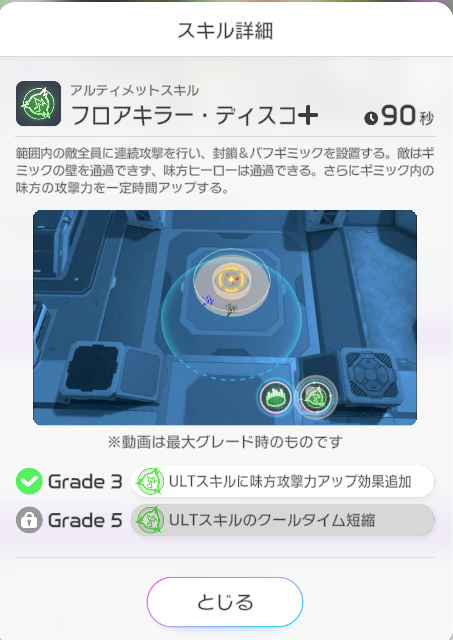 スキル詳細
アルティメットスキル
フロアキラー・ディスコ+
90秒
範囲内の敵全員に連続攻撃を行い、封鎖＆バフギミックを設置する。敵はギ
ミックの壁を通過できず、味方ヒーローは通過できる。さらにギミック内の
味方の攻撃力を一定時間アップする。
※動画は最大グレード時のものです
Grade 3 ULTスキルに味方攻撃力アップ効果追加
Grade 5 ULTスキルのクールタイム短縮
とじる